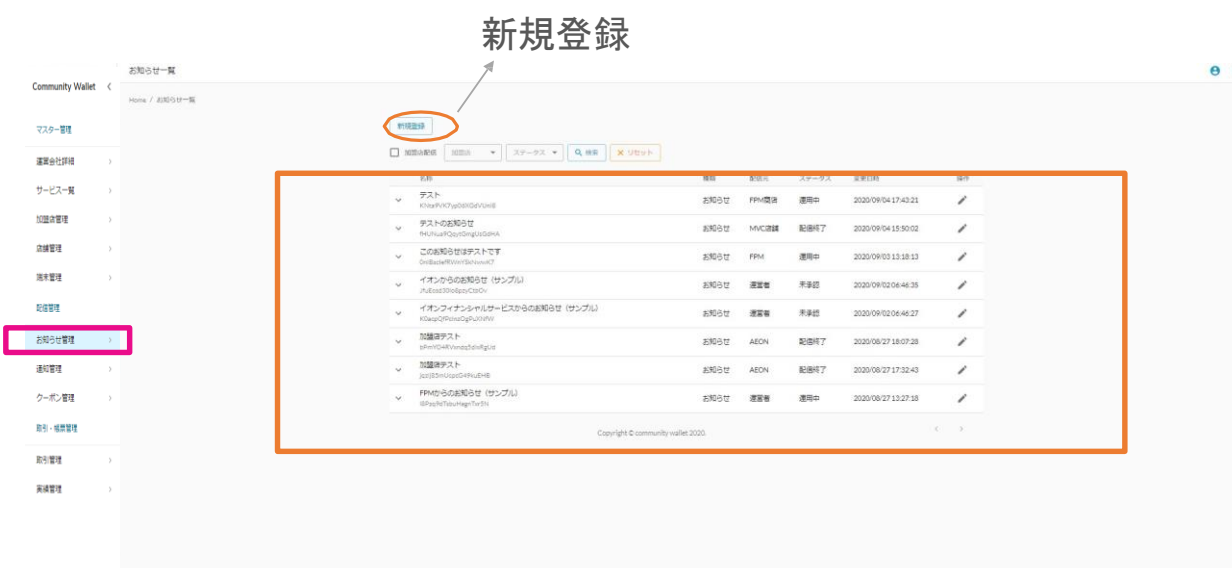 新規登録
お知らせ一覧
Community Wallet
Home / お知らせ一覧
マスター管理
新規登録
加盟店配信 加盟店 ステータス 検索 リセット
運営会社詳細
名称 種類 配信元 ステータス 変更日時 操作
サービス一覧
テスト お知らせ FPM商店 運用中 2020/09/04 17:43:21
加盟店管理
テストのお知らせ お知らせ MVC店舗 配信終了 2020/09/04 15:50:02
店舗管理
このお知らせはテストです お知らせ FPM 運用中 2020/09/03 13:18:13
端末管理
イオンからのお知らせ（サンプル） お知らせ 運営者 未承認 2020/09/02 06:46:35
配信管理
イオンフィナンシャルサービスからのお知らせ（サンプル） お知らせ 運営者 未承認 2020/09/02 06:46:27
お知らせ管理
加盟店テスト お知らせ AEON 配信終了 2020/08/27 18:07:28
通知管理
加盟店テスト お知らせ AEON 配信終了 2020/08/27 17:32:43
クーポン管理
FPMからのお知らせ（サンプル） お知らせ 運営者 運用中 2020/08/27 13:27:18
取引・帳票管理
Copyright © community wallet 2020.
取引管理
実績管理